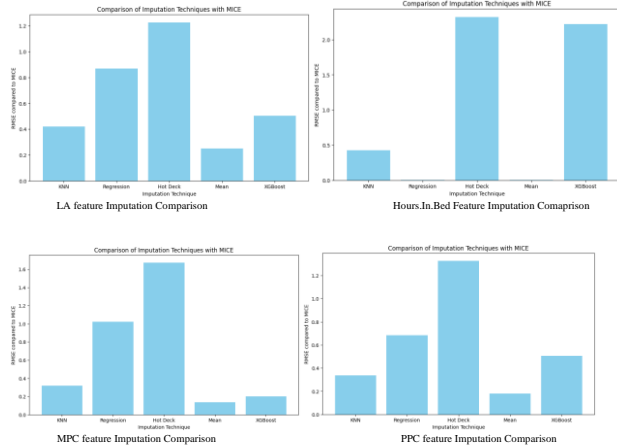 Comparison of Imputation Techniques with MICE
RMSE compared to MICE
1.2
1.0
0.8
0.6
0.4
0.2
0.0
KNN Regression Hot Deck Mean XGBoost
Imputation Technique
LA feature Imputation Comparison
Comparison of Imputation Techniques with MICE
RMSE compared to MICE
2.0
1.5
1.0
0.5
0.0
KNN Regression Hot Deck Mean XGBoost
Imputation Technique
Hours.In.Bed Feature Imputation Comaprison
Comparison of Imputation Techniques with MICE
RMSE compared to MICE
1.6
1.4
1.2
1.0
0.8
0.6
0.4
0.2
0.0
KNN Regression Hot Deck Mean XGBoost
Imputation Technique
MPC feature Imputation Comparison
Comparison of Imputation Techniques with MICE
RMSE compared to MICE
1.2
1.0
0.8
0.6
0.4
0.2
0.0
KNN Regression Hot Deck Mean XGBoost
Imputation Technique
PPC feature Imputation Comparison